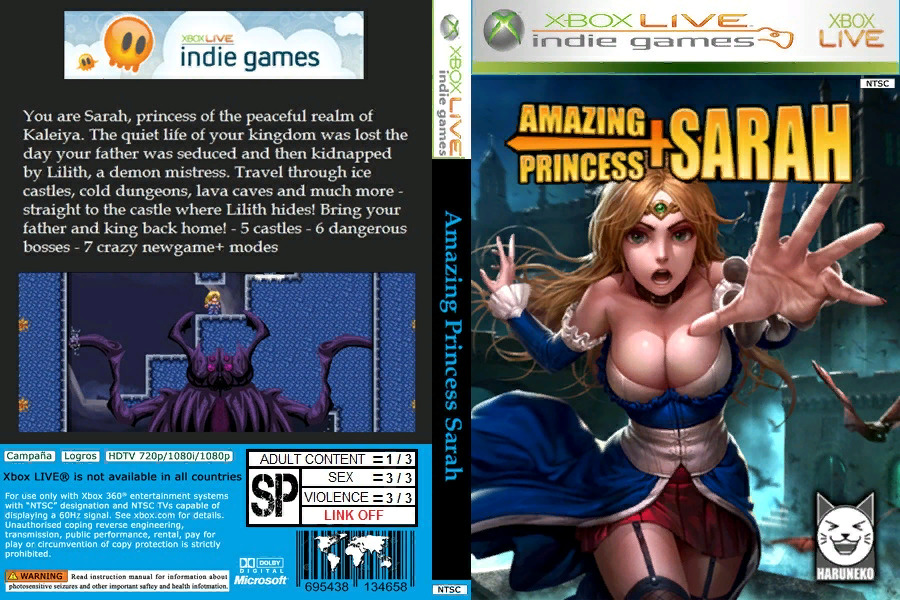 XBOX LIVE
indie games
You are Sarah, princess of the peaceful realm of
Kaleiya. The quiet life of your kingdom was lost the
day your father was seduced and then kidnapped
by Lilith, a demon mistress. Travel through ice
castles, cold dungeons, lava caves and much more -
straight to the castle where Lilith hides! Bring your
father and king back home! - 5 castles - 6 dangerous
bosses - 7 crazy newgame+ modes
Campaña Logros HDTV 720p/1080i/1080p
Xbox LIVE® is not available in all countries
For use only with Xbox 360® entertainment systems
with "NTSC" designation and NTSC TVs capable of
displaying a 60Hz signal. See xbox.com for details.
Unauthorised coping reverse engineering,
transmission, public performance, rental, pay for
play or circumvention of copy protection is strictly
prohibited.
WARNING Read instruction manual for information about
photosensitive seizures and other important saftey and health infotmation.
ADULT CONTENT = 1 / 3
SP
SEX = 3 / 3
VIOLENCE = 3 / 3
LINK OFF
DOLBY
DIGITAL
Microsoft
695438 134658
XBOX LIVE
indie games
Amazing Princess Sarah
NTSC
XBOX LIVE
indie games
XBOX
LIVE
NTSC
AMAZING
PRINCESS
SARAH
HARUNEKO